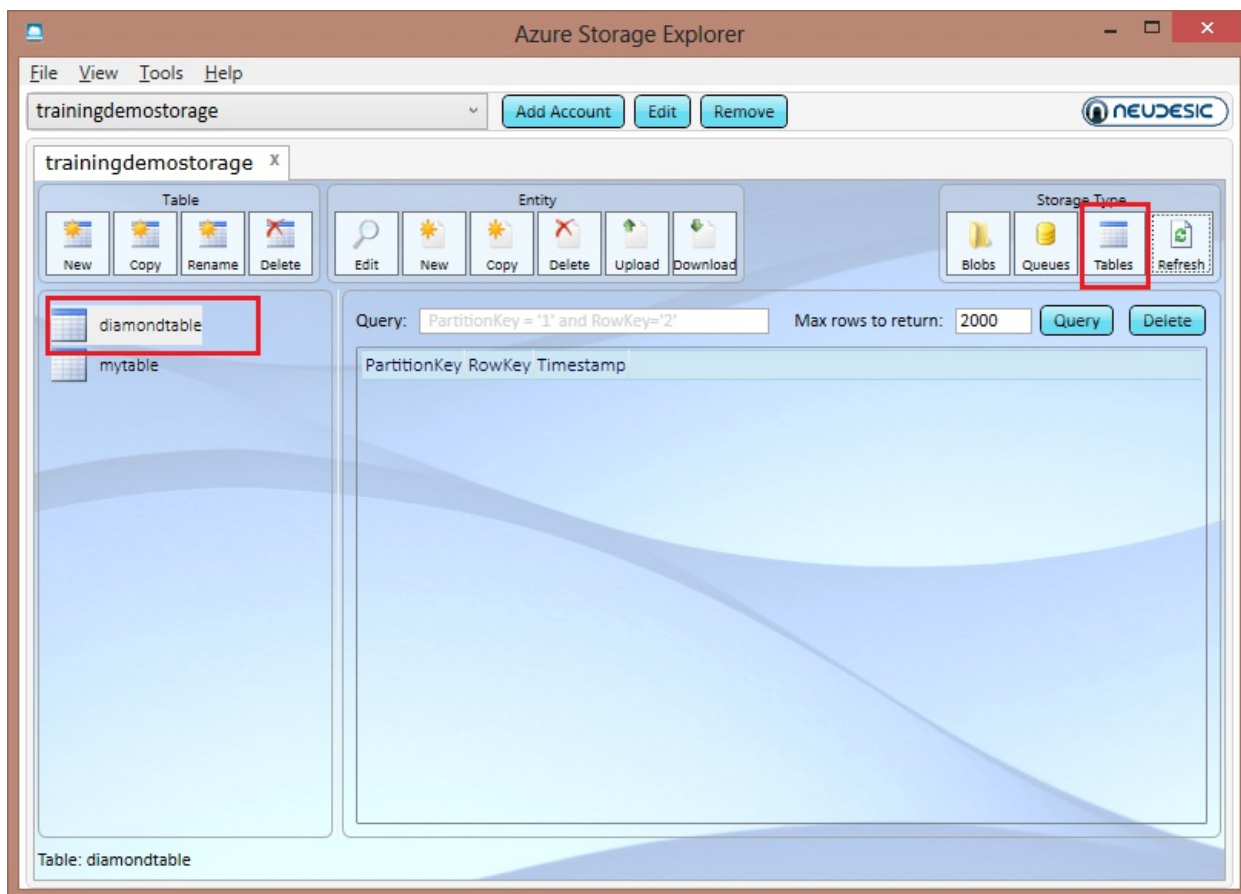 Azure Storage Explorer
File View Tools Help
trainingdemostorage Add Account Edit Remove NEUDESIC
trainingdemostorage X
Table Entity Storage Type
New Copy Rename Delete Edit New Copy Delete Upload Download Blobs Queues Tables Refresh
diamondtable
mytable
Query: PartitionKey = '1' and RowKey='2' Max rows to return: 2000 Query Delete
PartitionKey RowKey Timestamp
Table: diamondtable